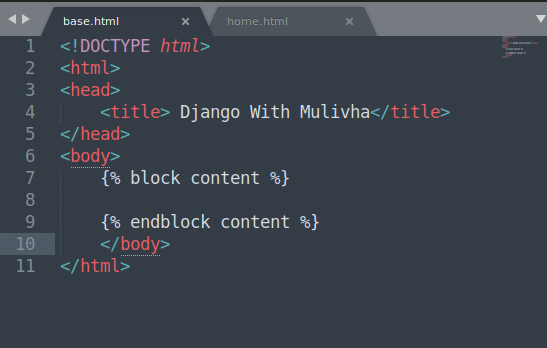 base.html × home.html ×
1 <!DOCTYPE html>
2 <html>
3 <head>
4     <title> Django With Mulivha</title>
5 </head>
6 <body>
7     {% block content %}
8
9     {% endblock content %}
10     </body>
11 </html>